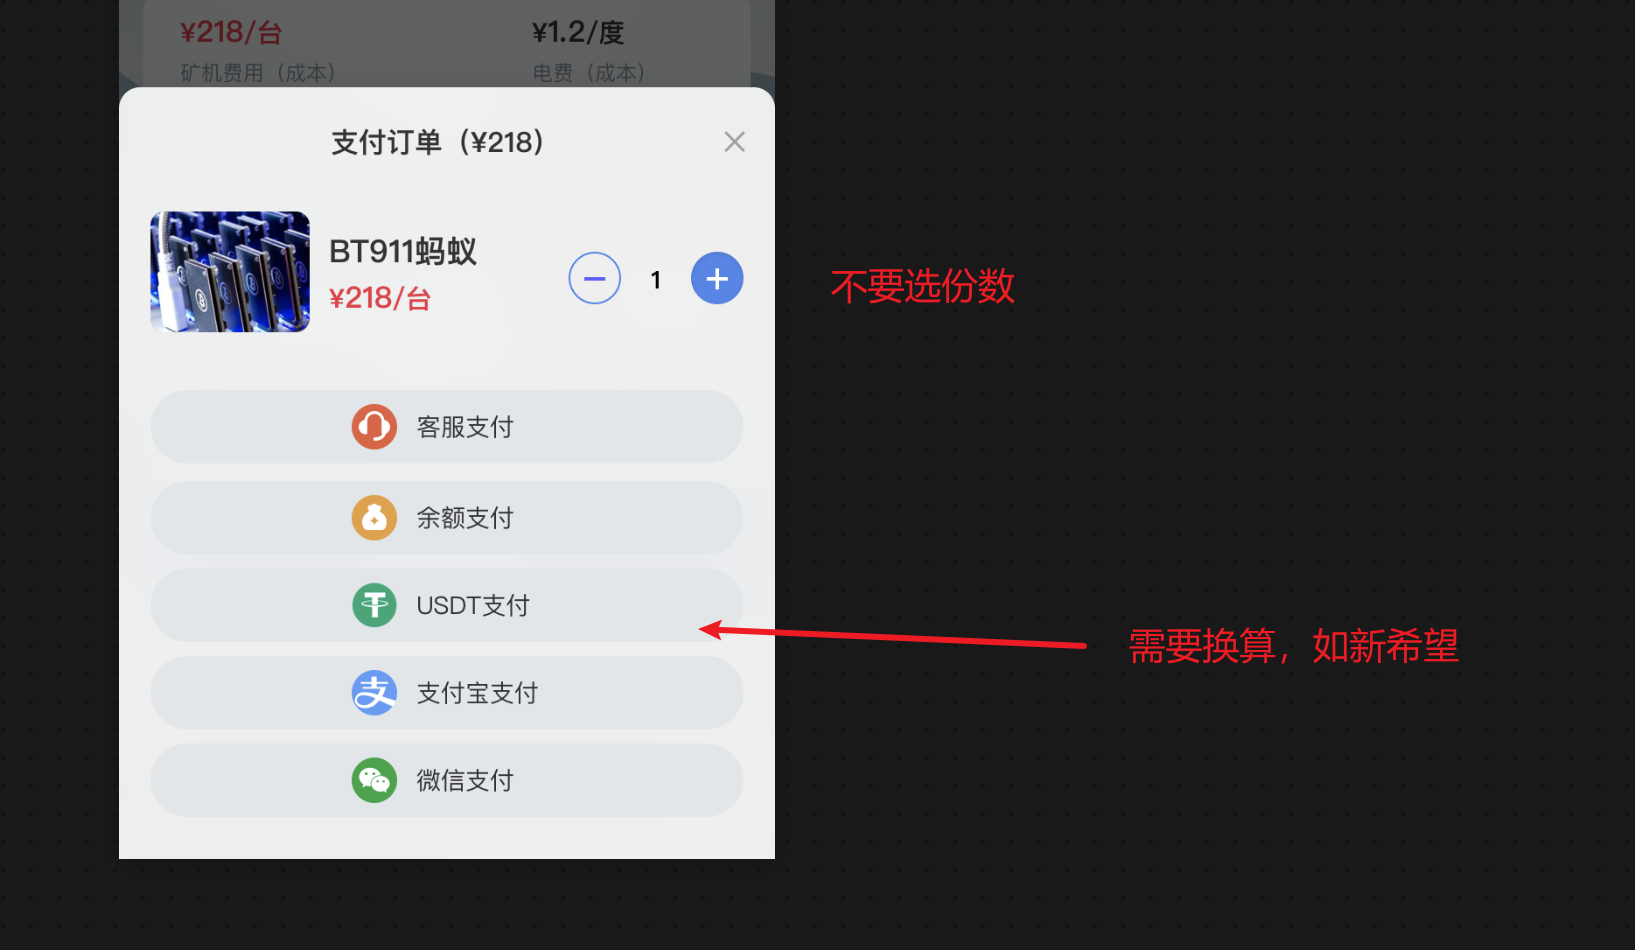 ¥218/台
¥1.2/度
矿机费用（成本）
电费（成本）
支付订单（¥218）
BT911蚂蚁
¥218/台
1
不要选份数
客服支付
余额支付
USDT支付
需要换算，如新希望
支付宝支付
微信支付